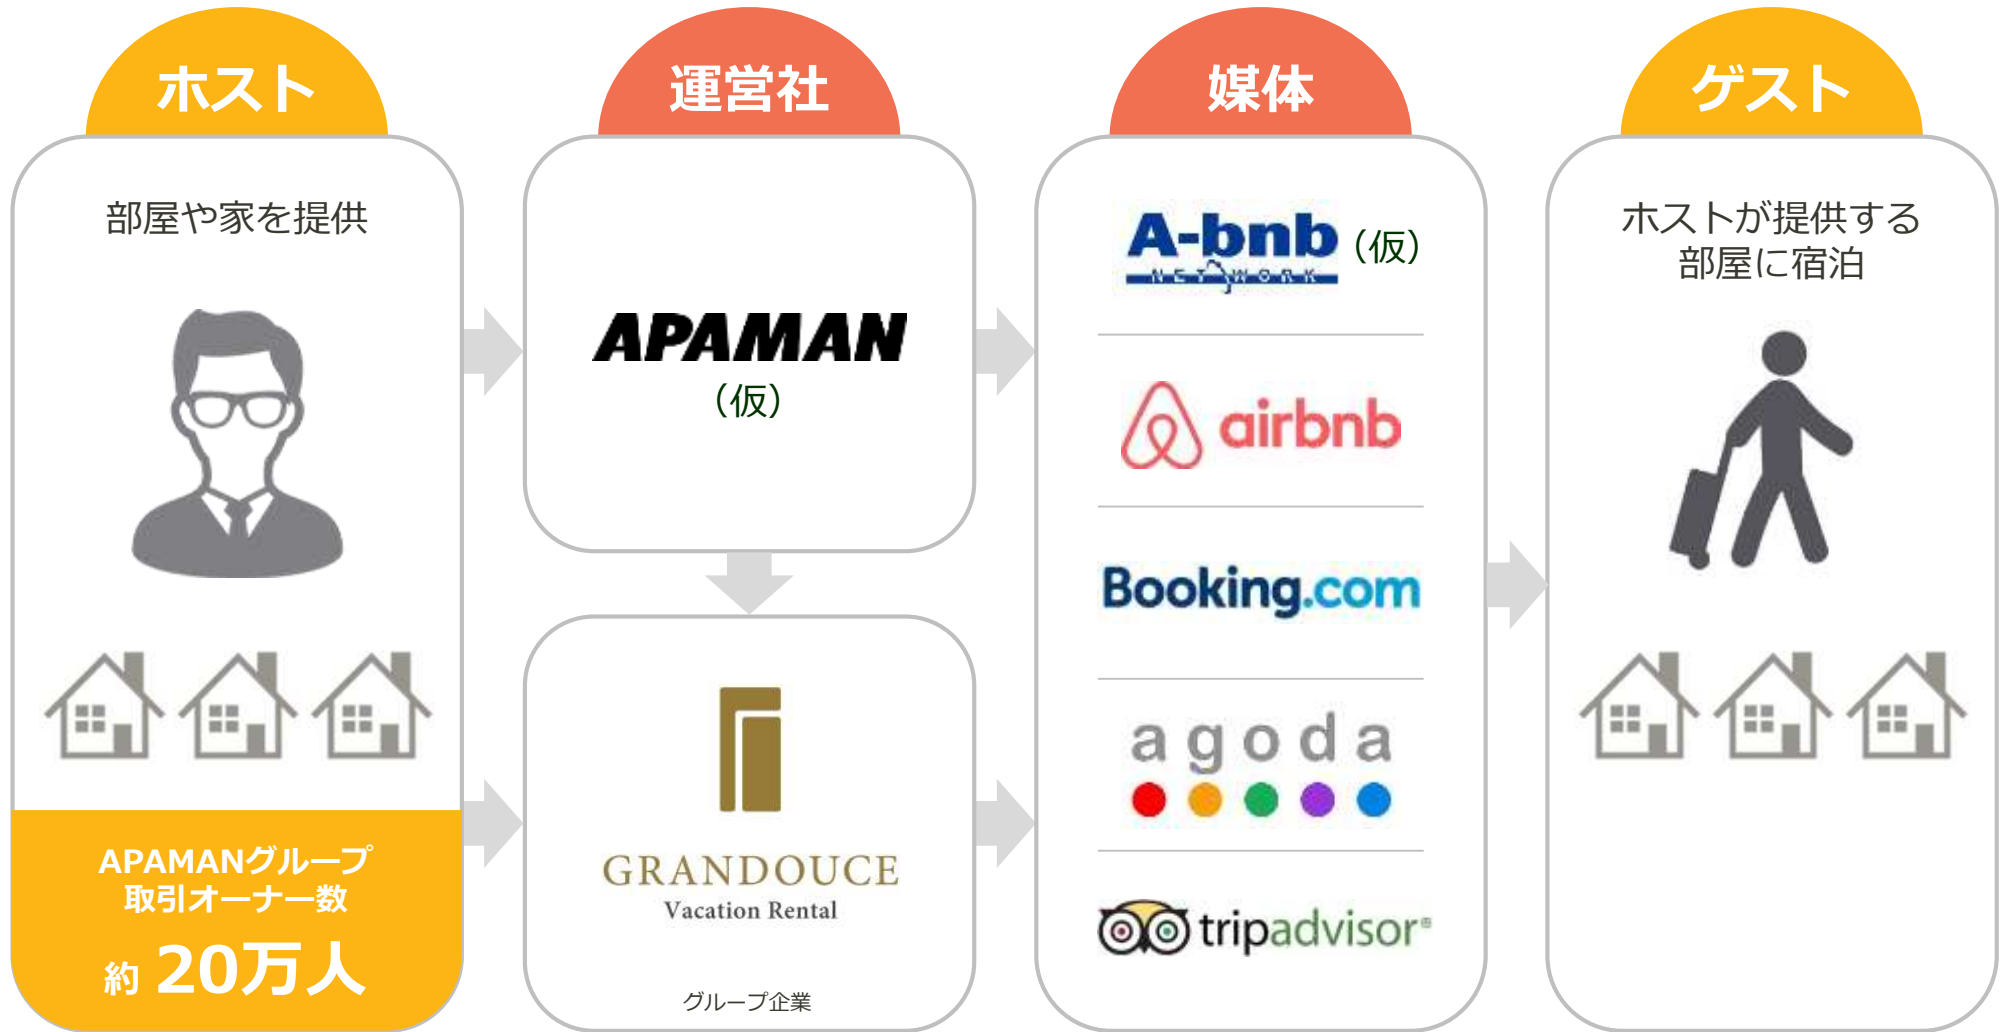 ホスト
部屋や家を提供
APAMANグループ
取引オーナー数
約 20万人
運営社
APAMAN
（仮）
GRANDOUCE
Vacation Rental
グループ企業
媒体
A-bnb （仮）
NETWORK
airbnb
Booking.com
agoda
tripadvisor®
ゲスト
ホストが提供する
部屋に宿泊